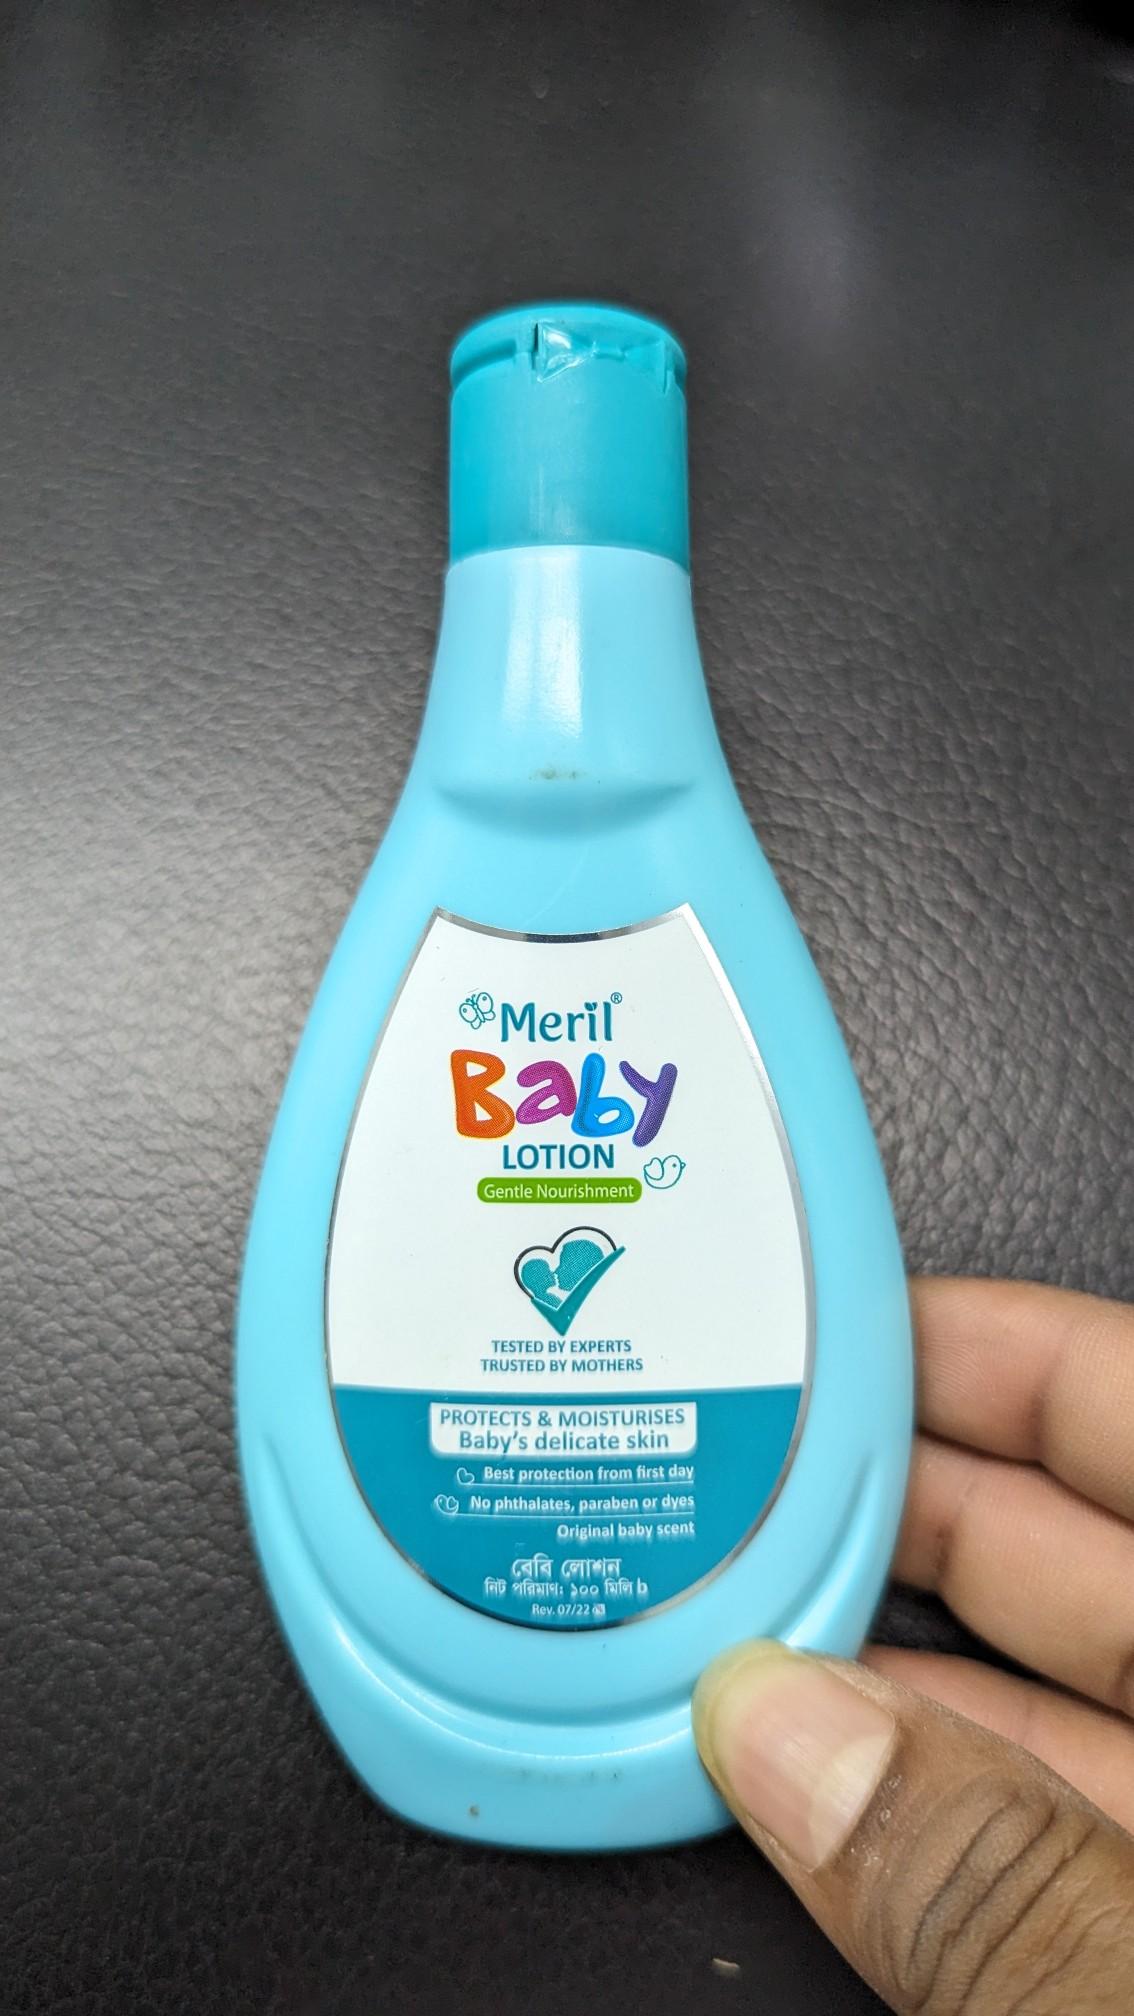 Meril®
Baby
LOTION
Gentle Nourishment
TESTED BY EXPERTS
TRUSTED BY MOTHERS
PROTECTS & MOISTURISES
Baby's delicate skin
Best protection from first day
No phthalates, paraben or dyes
Original baby scent
বেবি লোশন
নিট পরিমাণ: ১০০ মিলি b
Rev. 07/22